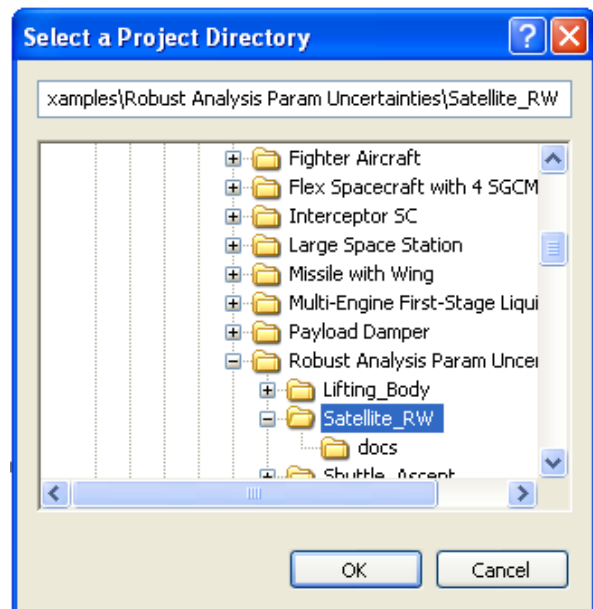 Select a Project Directory
xamples\Robust Analysis Param Uncertainties\Satellite_RW
Fighter Aircraft
Flex Spacecraft with 4 SGCM
Interceptor SC
Large Space Station
Missile with Wing
Multi-Engine First-Stage Liqui
Payload Damper
Robust Analysis Param Uncer
Lifting_Body
Satellite_RW
docs
Shuttle_Ascent
OK
Cancel